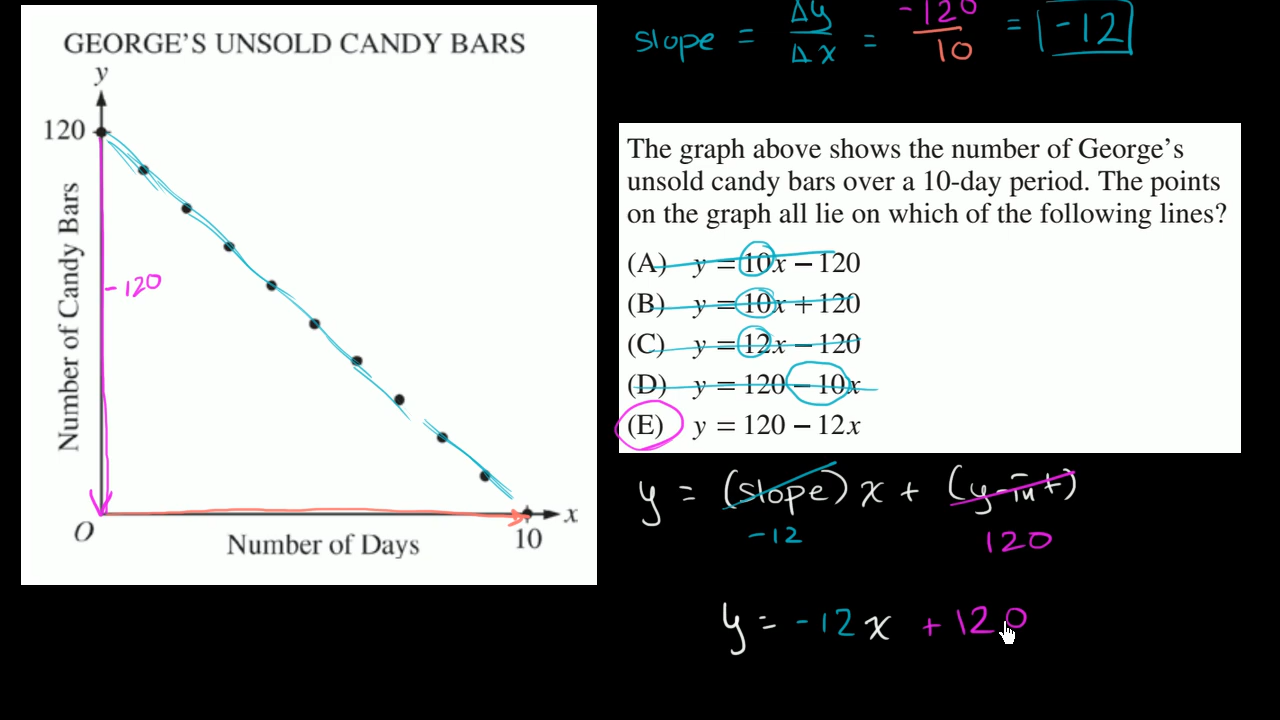 GEORGE'S UNSOLD CANDY BARS
y
120
Number of Candy Bars
-120
O
Number of Days
10
x
slope = Δy/Δx = -120/10 = -12
The graph above shows the number of George's
unsold candy bars over a 10-day period. The points
on the graph all lie on which of the following lines?
(A) y = 10x – 120
(B) y = 10x + 120
(C) y = 12x – 120
(D) y = 120 – 10x
(E) y = 120 – 12x
y = (slope) x + (y-int)
-12 120
y = -12x + 120